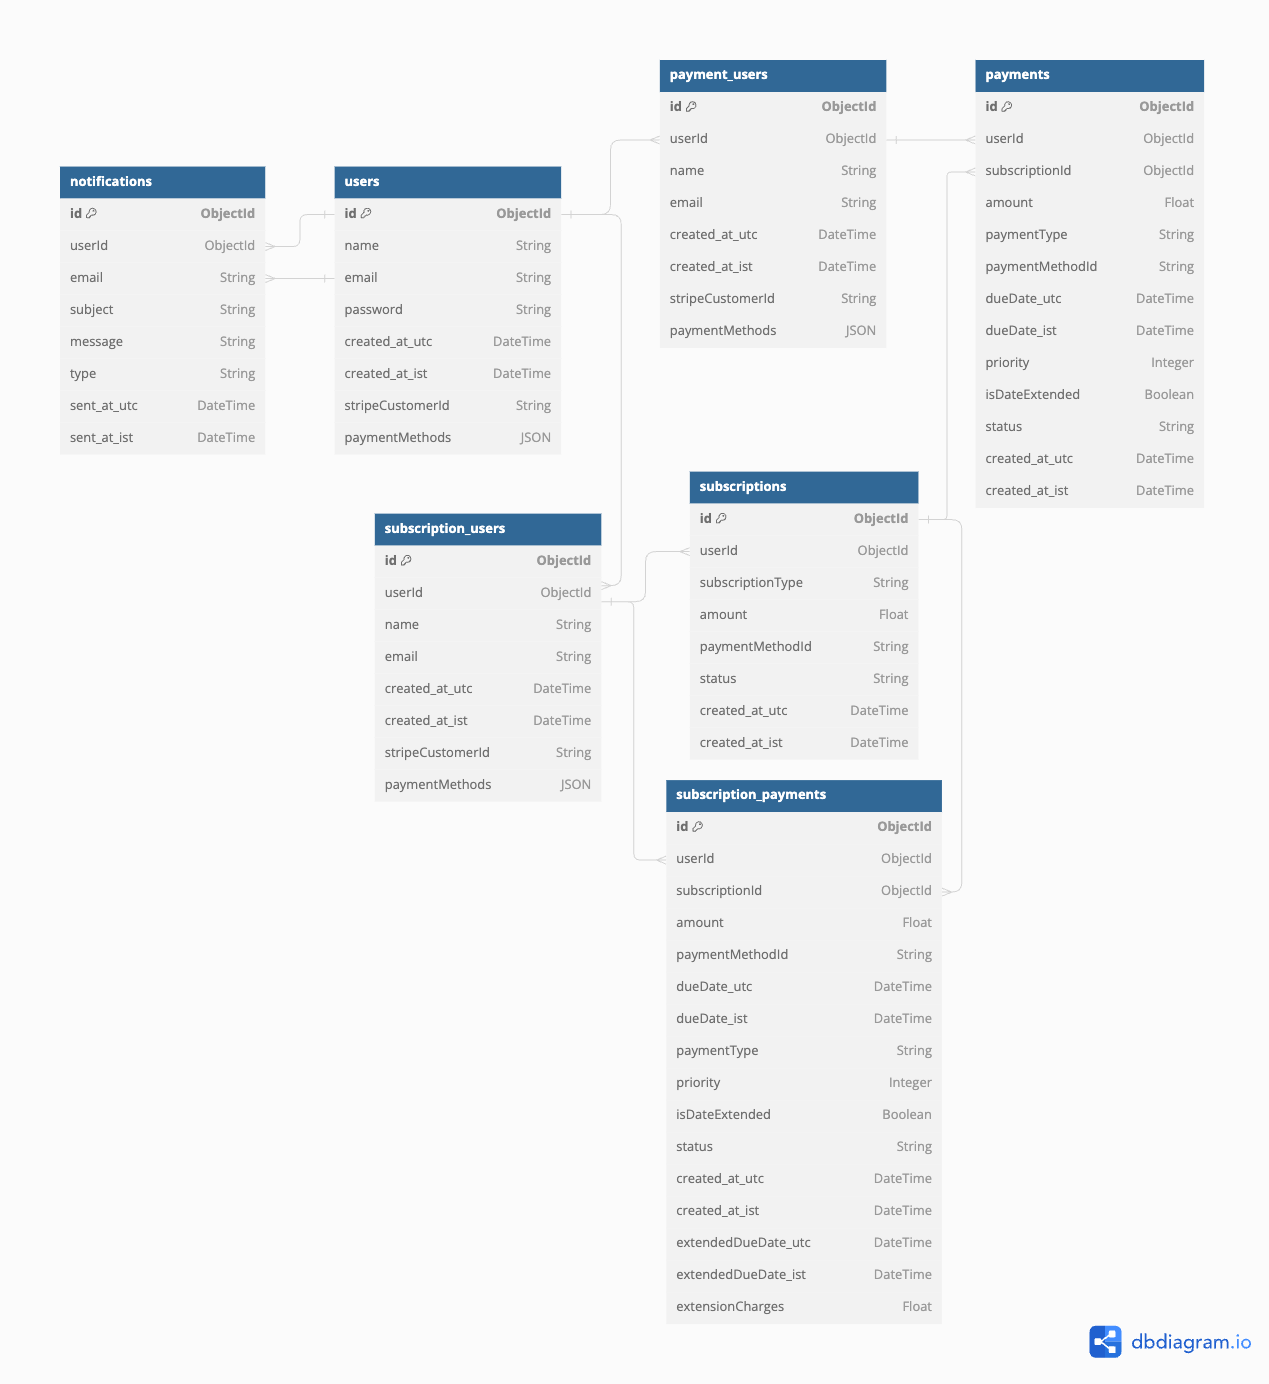 payment_users
id ObjectId
userId ObjectId
name String
email String
created_at_utc DateTime
created_at_ist DateTime
stripeCustomerId String
paymentMethods JSON
payments
id ObjectId
userId ObjectId
subscriptionId ObjectId
amount Float
paymentType String
paymentMethodId String
dueDate_utc DateTime
dueDate_ist DateTime
priority Integer
isDateExtended Boolean
status String
created_at_utc DateTime
created_at_ist DateTime
notifications
id ObjectId
userId ObjectId
email String
subject String
message String
type String
sent_at_utc DateTime
sent_at_ist DateTime
users
id ObjectId
name String
email String
password String
created_at_utc DateTime
created_at_ist DateTime
stripeCustomerId String
paymentMethods JSON
subscriptions
id ObjectId
userId ObjectId
subscriptionType String
amount Float
paymentMethodId String
status String
created_at_utc DateTime
created_at_ist DateTime
subscription_users
id ObjectId
userId ObjectId
name String
email String
created_at_utc DateTime
created_at_ist DateTime
stripeCustomerId String
paymentMethods JSON
subscription_payments
id ObjectId
userId ObjectId
subscriptionId ObjectId
amount Float
paymentMethodId String
dueDate_utc DateTime
dueDate_ist DateTime
paymentType String
priority Integer
isDateExtended Boolean
status String
created_at_utc DateTime
created_at_ist DateTime
extendedDueDate_utc DateTime
extendedDueDate_ist DateTime
extensionCharges Float
dbdiagram.io